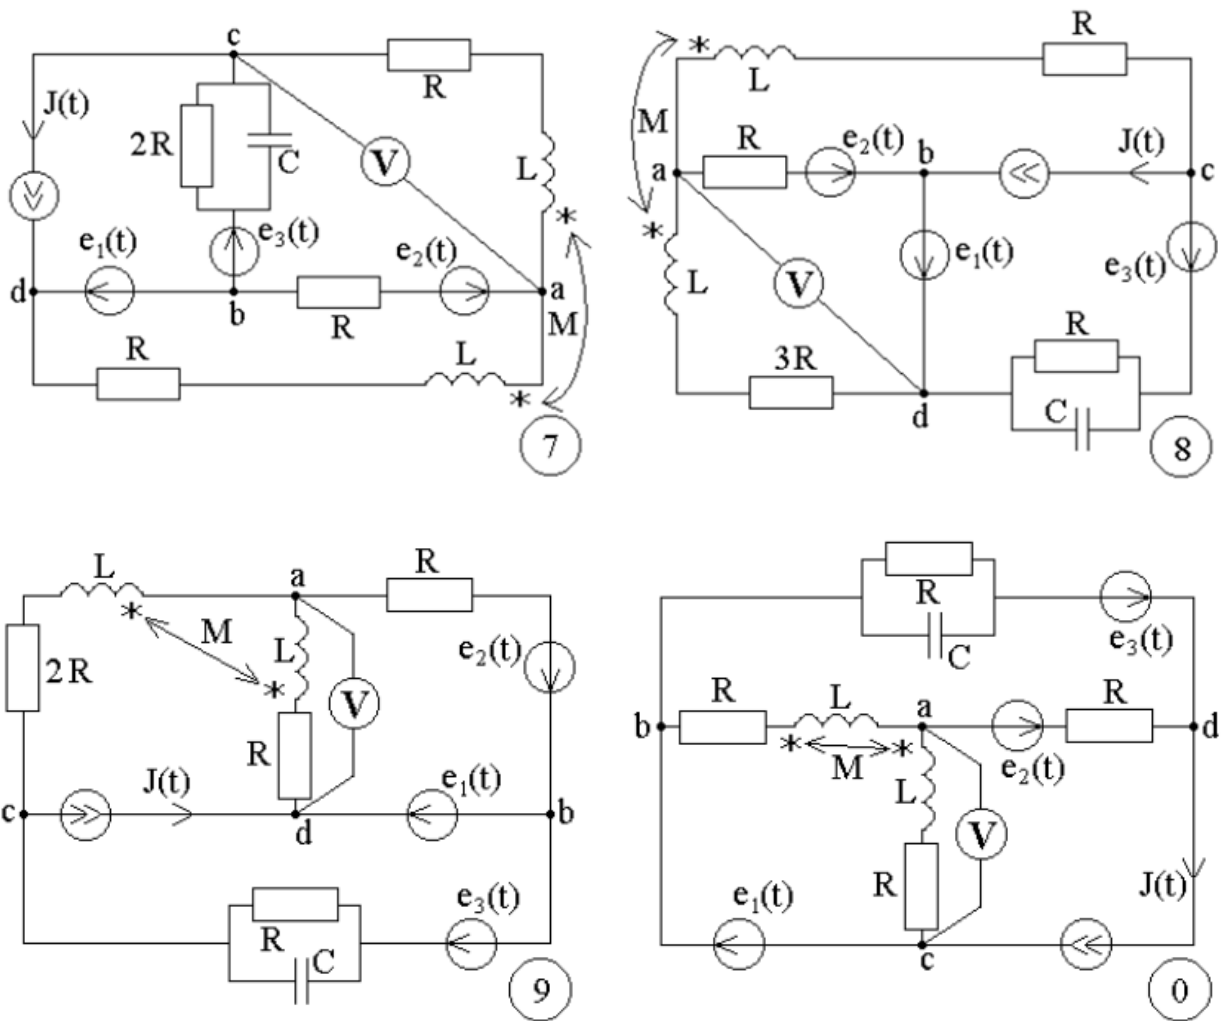 c
R
J(t)
2R
C
V
L
*
e₁(t)
e₃(t)
e₂(t)
d
b
R
a
M
R
L
*
7
*
L
R
M
R
e₂(t)
b
J(t)
a
c
*
L
V
e₁(t)
e₃(t)
3R
R
C
d
8
L
a
R
*
M
2R
L
*
e₂(t)
V
R
J(t)
e₁(t)
c
d
b
R
C
e₃(t)
9
R
C
e₃(t)
R
L
a
R
b
d
*
*
M
e₂(t)
L
V
R
J(t)
e₁(t)
c
0